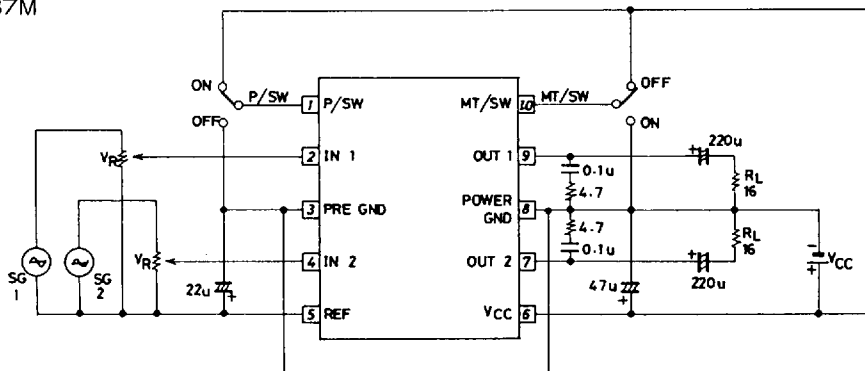 37M
ON
P/SW
OFF
1
P/SW
2
IN 1
3
PRE GND
4
IN 2
5
REF
VR
VR
SG
1
SG
2
22u
+
MT/SW
10
MT/SW
OFF
ON
OUT 1
9
0.1u
4.7
+
220u
RL
16
POWER
GND
8
4.7
0.1u
RL
16
OUT 2
7
+
220u
47u
+
VCC
6
-
+
VCC